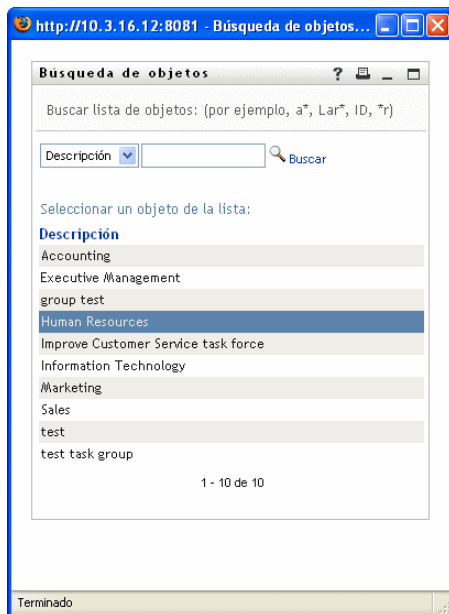 http://10.3.16.12:8081 - Búsqueda de objetos...
Búsqueda de objetos ?
Buscar lista de objetos: (por ejemplo, a*, Lar*, ID, *r)
Descripción Buscar
Seleccionar un objeto de la lista:
Descripción
Accounting
Executive Management
group test
Human Resources
Improve Customer Service task force
Information Technology
Marketing
Sales
test
test task group
1 - 10 de 10
Terminado